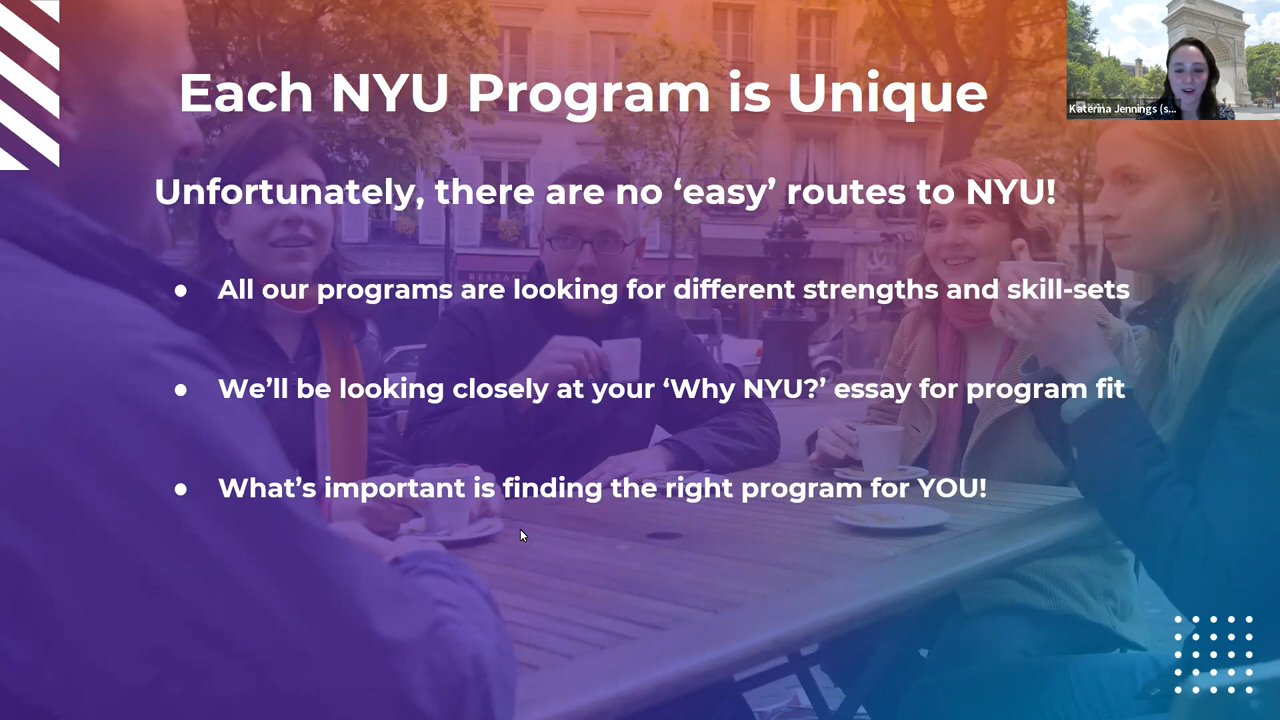 Each NYU Program is Unique
Katerina Jennings (s...
Unfortunately, there are no ‘easy’ routes to NYU!
● All our programs are looking for different strengths and skill-sets
● We’ll be looking closely at your ‘Why NYU?’ essay for program fit
● What’s important is finding the right program for YOU!